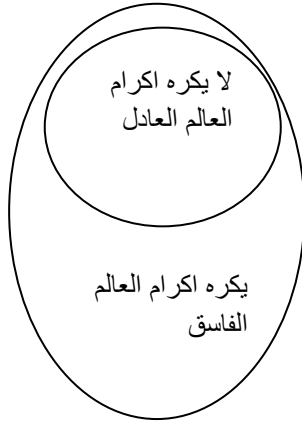 لا يكره اكرام
العالم العادل
يكره اكرام العالم
الفاسق